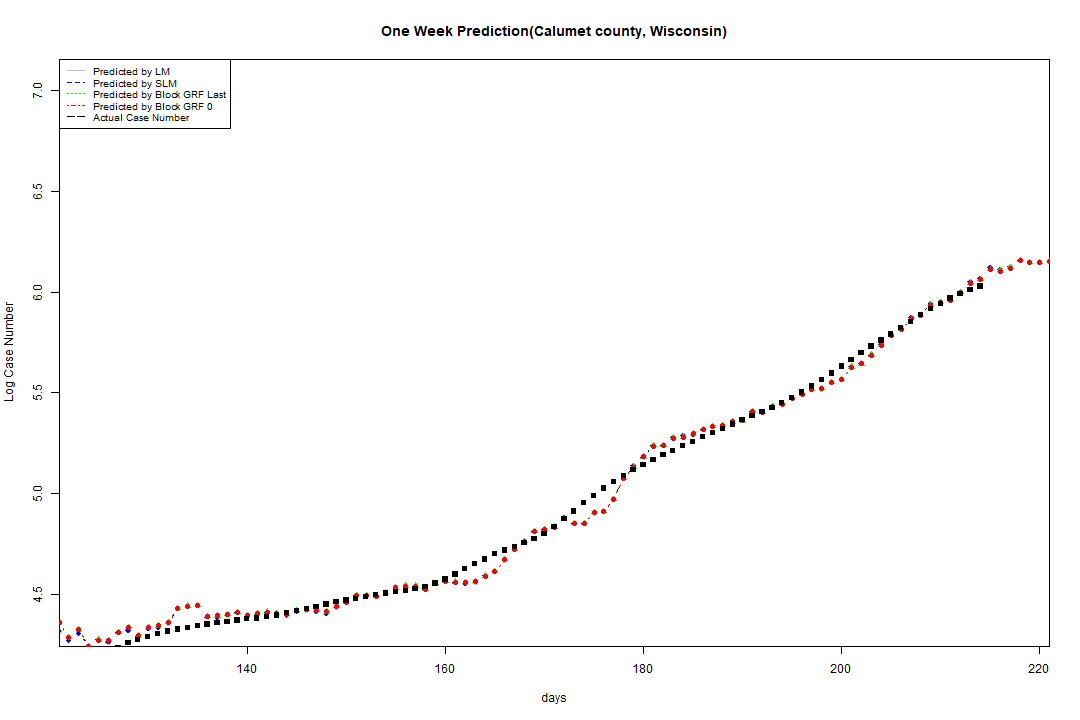 One Week Prediction(Calumet county, Wisconsin)
Predicted by LM
Predicted by SLM
Predicted by Block GRF Last
Predicted by Block GRF 0
Actual Case Number
7.0
6.5
6.0
5.5
5.0
4.5
Log Case Number
140
160
180
200
220
days